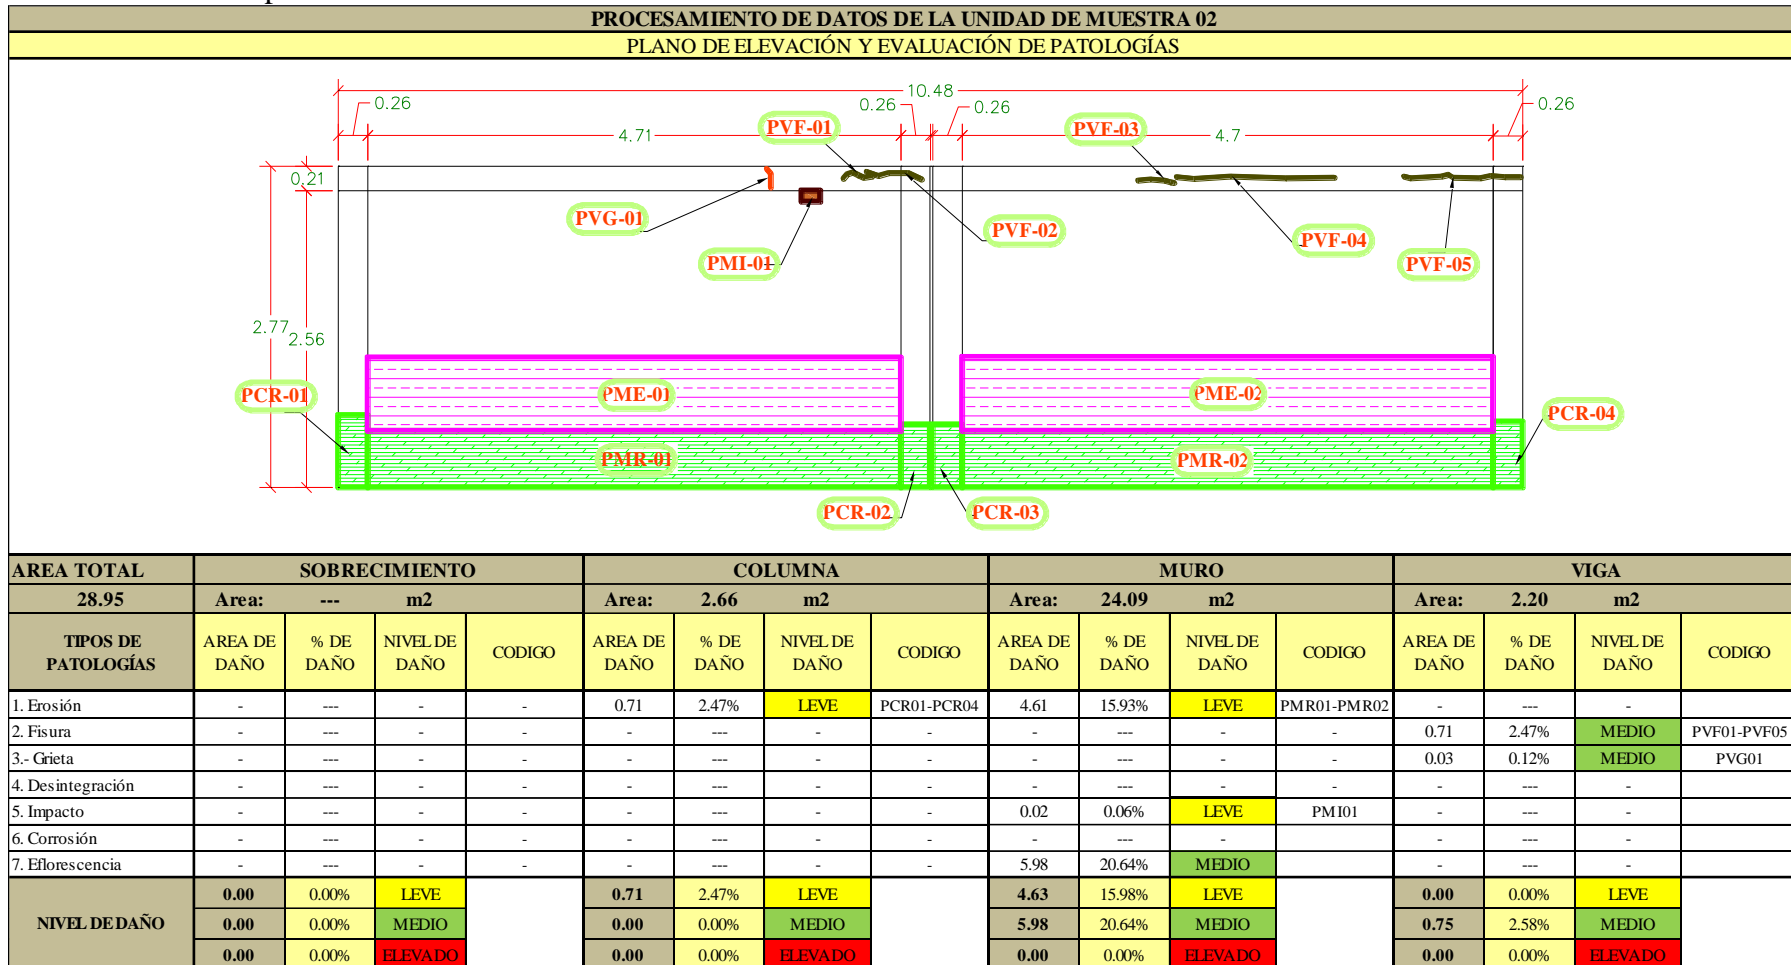 PROCESAMIENTO DE DATOS DE LA UNIDAD DE MUESTRA 02
PLANO DE ELEVACIÓN Y EVALUACIÓN DE PATOLOGÍAS
10.48
0.26 0.26 0.26 0.26
4.71 PVF-01 PVF-03 4.7
0.21
PVG-01 PVF-02 PVF-04
PMI-01 PVF-05
2.77 2.56
PCR-01 PME-01 PME-02 PCR-04
PMR-01 PMR-02
PCR-02 PCR-03
AREA TOTAL SOBRECIMIENTO COLUMNA MURO VIGA
28.95 Area: --- m2 Area: 2.66 m2 Area: 24.09 m2 Area: 2.20 m2
TIPOS DE PATOLOGÍAS AREA DE DAÑO % DE DAÑO NIVEL DE DAÑO CODIGO AREA DE DAÑO % DE DAÑO NIVEL DE DAÑO CODIGO AREA DE DAÑO % DE DAÑO NIVEL DE DAÑO CODIGO AREA DE DAÑO % DE DAÑO NIVEL DE DAÑO CODIGO
1. Erosión - --- - - 0.71 2.47% LEVE PCR01-PCR04 4.61 15.93% LEVE PMR01-PMR02 - --- -
2. Fisura - --- - - - --- - - - --- - - 0.71 2.47% MEDIO PVF01-PVF05
3.- Grieta - --- - - - --- - - - --- - - 0.03 0.12% MEDIO PVG01
4. Desintegración - --- - - - --- - - - --- - - - --- -
5. Impacto - --- - - - --- - - 0.02 0.06% LEVE PMI01 - --- -
6. Corrosión - --- - - - --- - - - --- - - --- -
7. Eflorescencia - --- - - - --- - - 5.98 20.64% MEDIO - --- -
NIVEL DE DAÑO
0.00 0.00% LEVE 0.71 2.47% LEVE 4.63 15.98% LEVE 0.00 0.00% LEVE
0.00 0.00% MEDIO 0.00 0.00% MEDIO 5.98 20.64% MEDIO 0.75 2.58% MEDIO
0.00 0.00% ELEVADO 0.00 0.00% ELEVADO 0.00 0.00% ELEVADO 0.00 0.00% ELEVADO